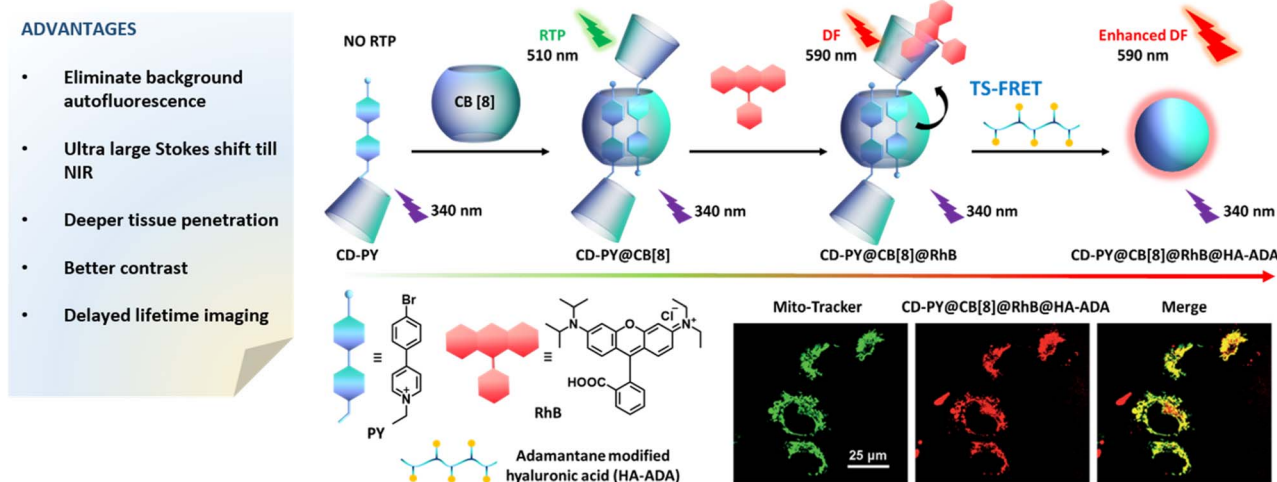 ADVANTAGES
• Eliminate background
autofluorescence
• Ultra large Stokes shift till
NIR
• Deeper tissue penetration
• Better contrast
• Delayed lifetime imaging
NO RTP
CB [8]
RTP
510 nm
DF
590 nm
TS-FRET
Enhanced DF
590 nm
340 nm
340 nm
340 nm
340 nm
CD-PY
CD-PY@CB[8]
CD-PY@CB[8]@RhB
CD-PY@CB[8]@RhB@HA-ADA
≡
Br
N+
PY
≡
N
O
Cl-
N+
HOOC
RhB
Adamantane modified
hyaluronic acid (HA-ADA)
Mito-Tracker
CD-PY@CB[8]@RhB@HA-ADA
Merge
25 μm